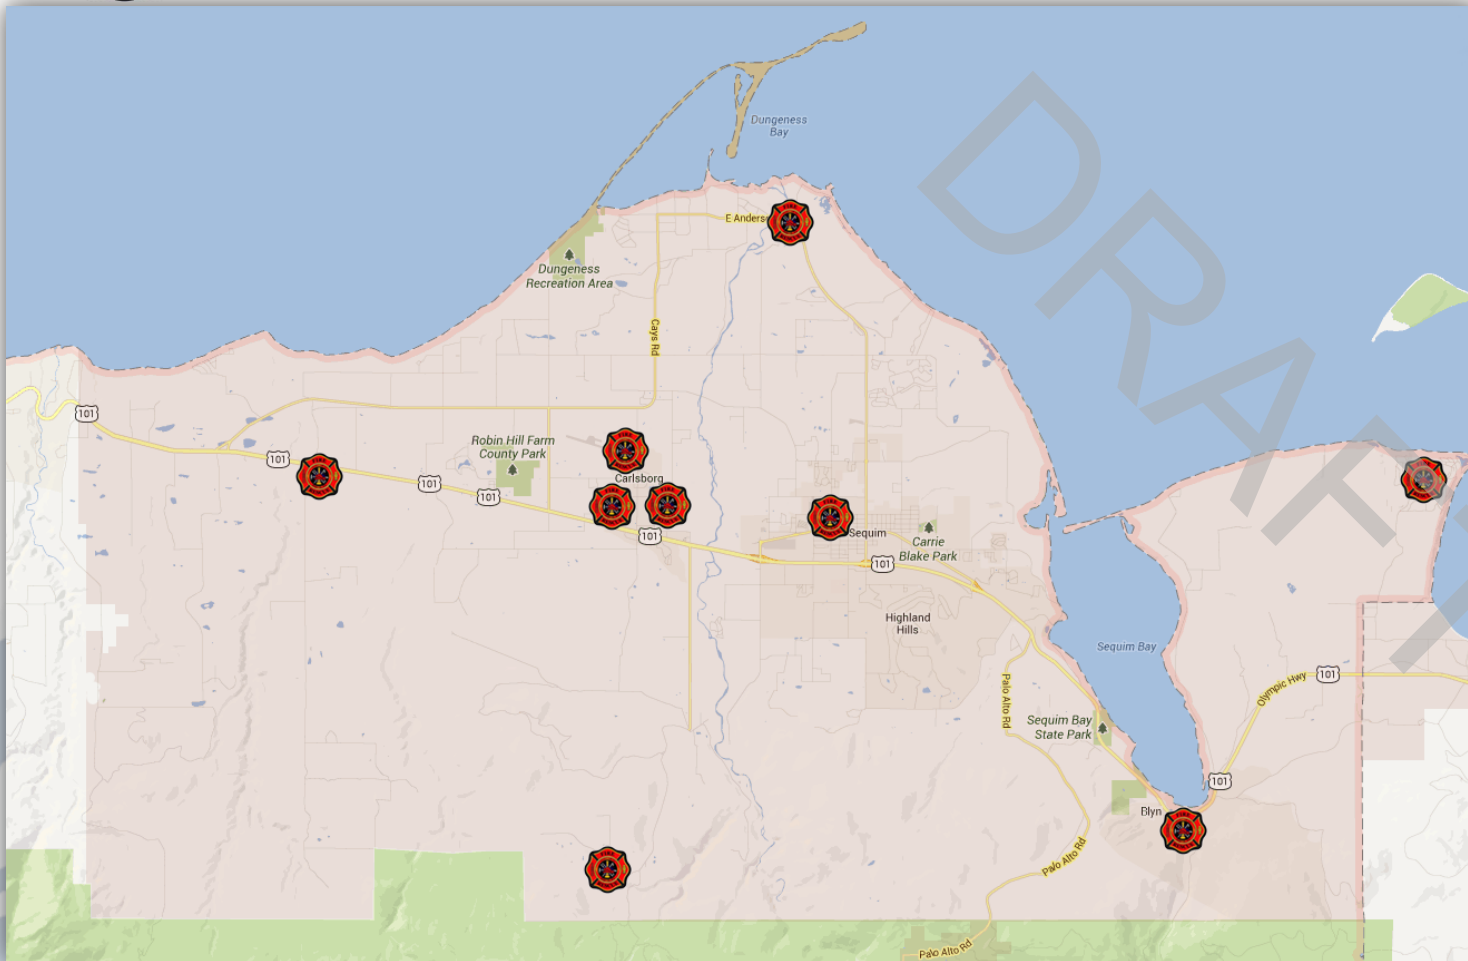 Dungeness
Bay
E Anders
Dungeness
Recreation Area
Cays Rd
101
Robin Hill Farm
County Park
101
101
101
Carlsborg
101
Sequim
Carrie
Blake Park
101
Highland
Hills
Sequim Bay
Palo Alto Rd
Olympic Hwy
101
Sequim Bay
State Park
101
Blyn
Palo Alto Rd
Palo Alto Rd
DRAFT